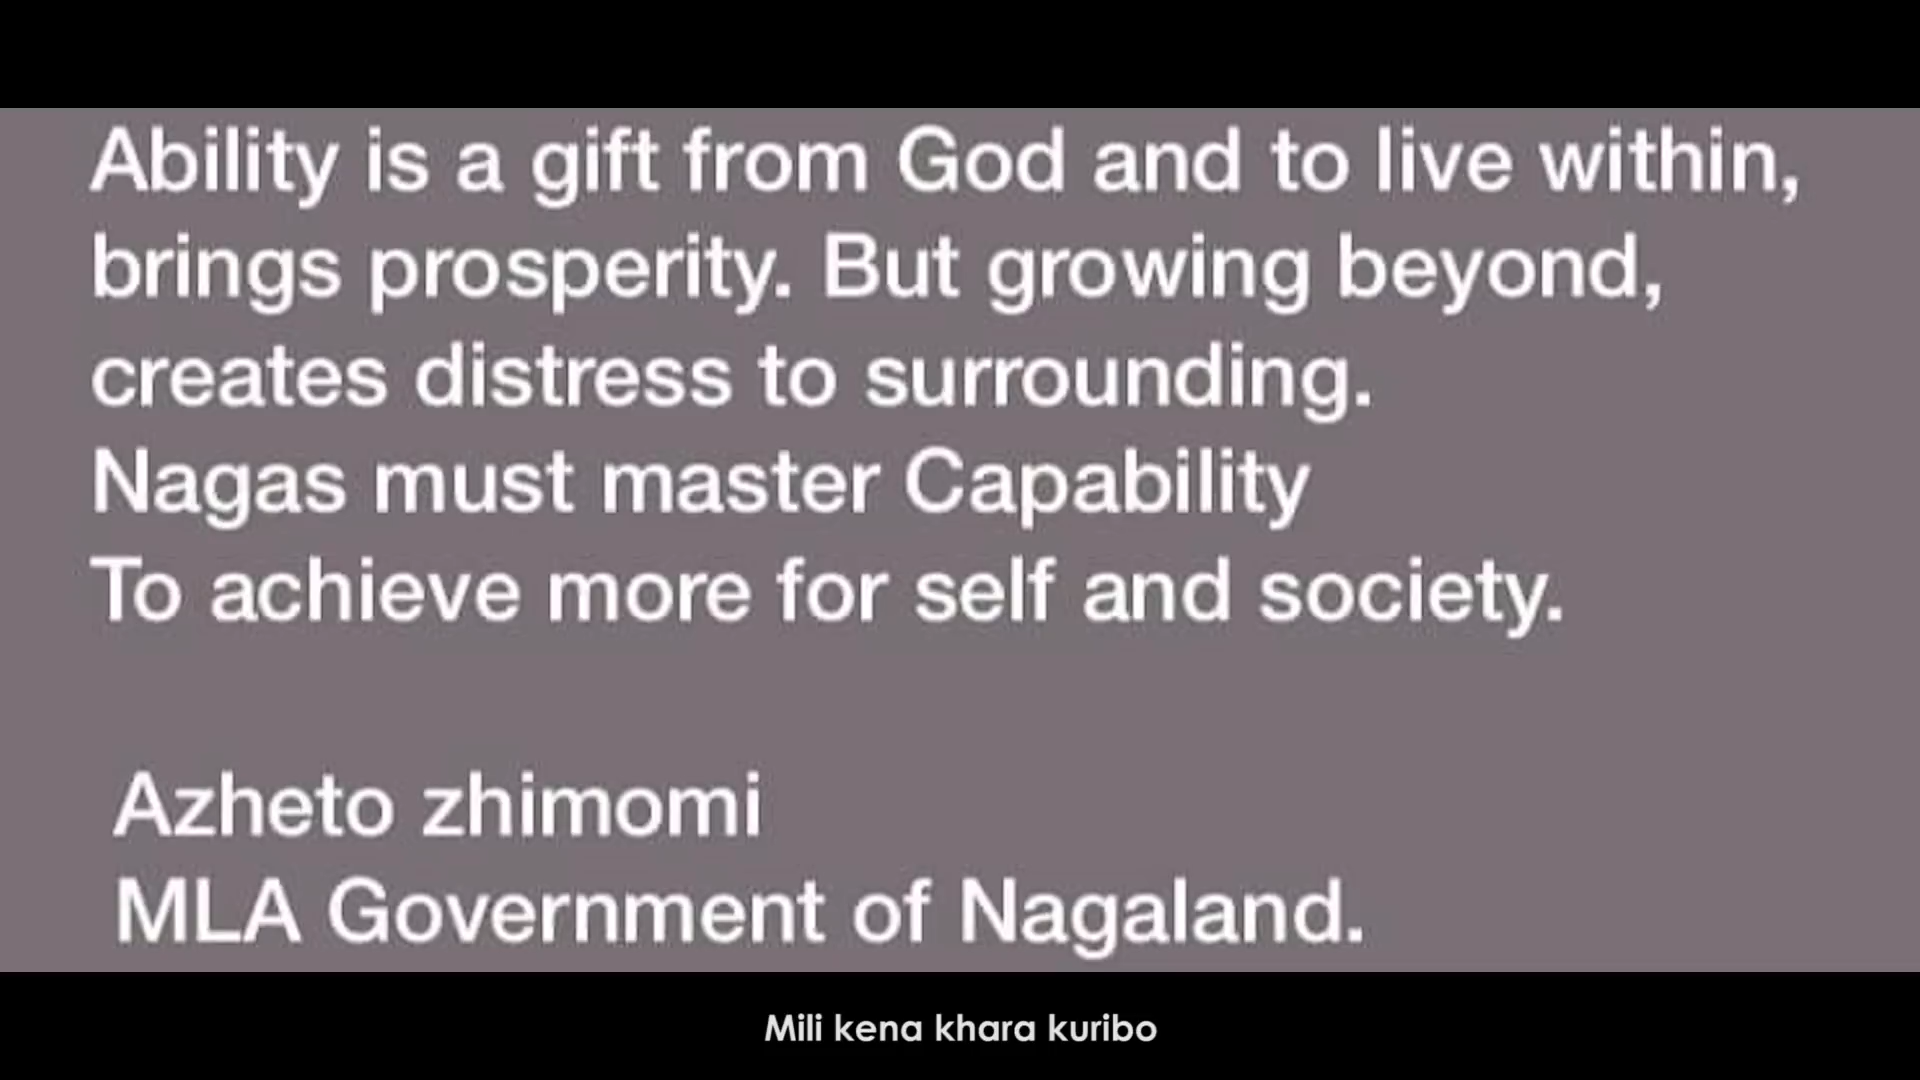 Ability is a gift from God and to live within,
brings prosperity. But growing beyond,
creates distress to surrounding.
Nagas must master Capability
To achieve more for self and society.
Azheto zhimomi
MLA Government of Nagaland.
Mili kena khara kuribo